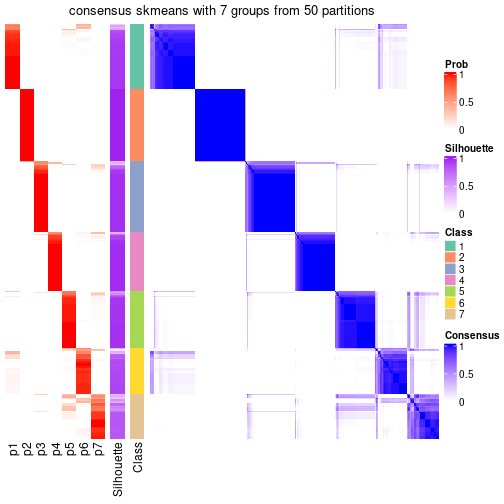 consensus skmeans with 7 groups from 50 partitions
Prob
1
0.5
0
Silhouette
1
0.5
0
Class
1
2
3
4
5
6
7
Consensus
1
0.5
0
p1
p2
p3
p4
p5
p6
p7
Silhouette
Class